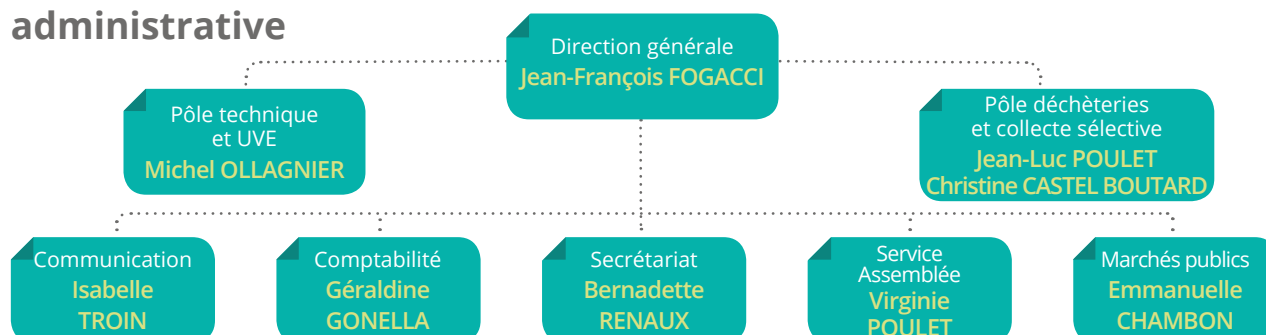 administrative
Direction générale
Jean-François FOGACCI
Pôle technique
et UVE
Michel OLLAGNIER
Pôle déchèteries
et collecte sélective
Jean-Luc POULET
Christine CASTEL BOUTARD
Communication
Isabelle
TROIN
Comptabilité
Géraldine
GONELLA
Secrétariat
Bernadette
RENAUX
Service
Assemblée
Virginie
POULET
Marchés publics
Emmanuelle
CHAMBON